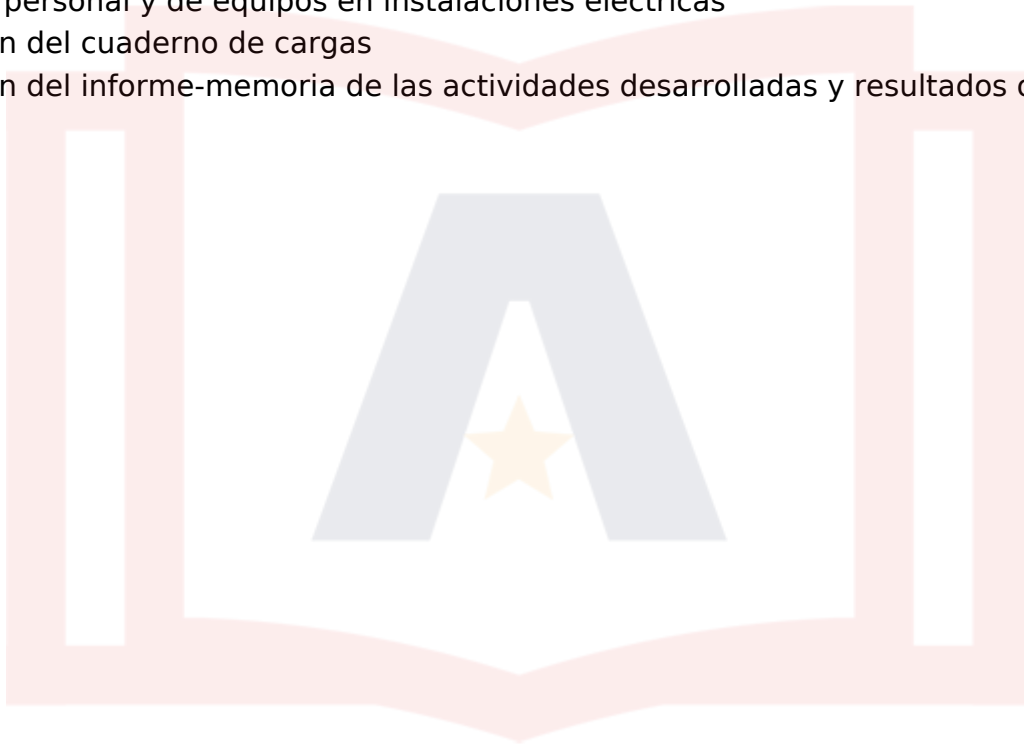 personal y de equipos en instalaciones eléctricas
n del cuaderno de cargas
n del informe-memoria de las actividades desarrolladas y resultados